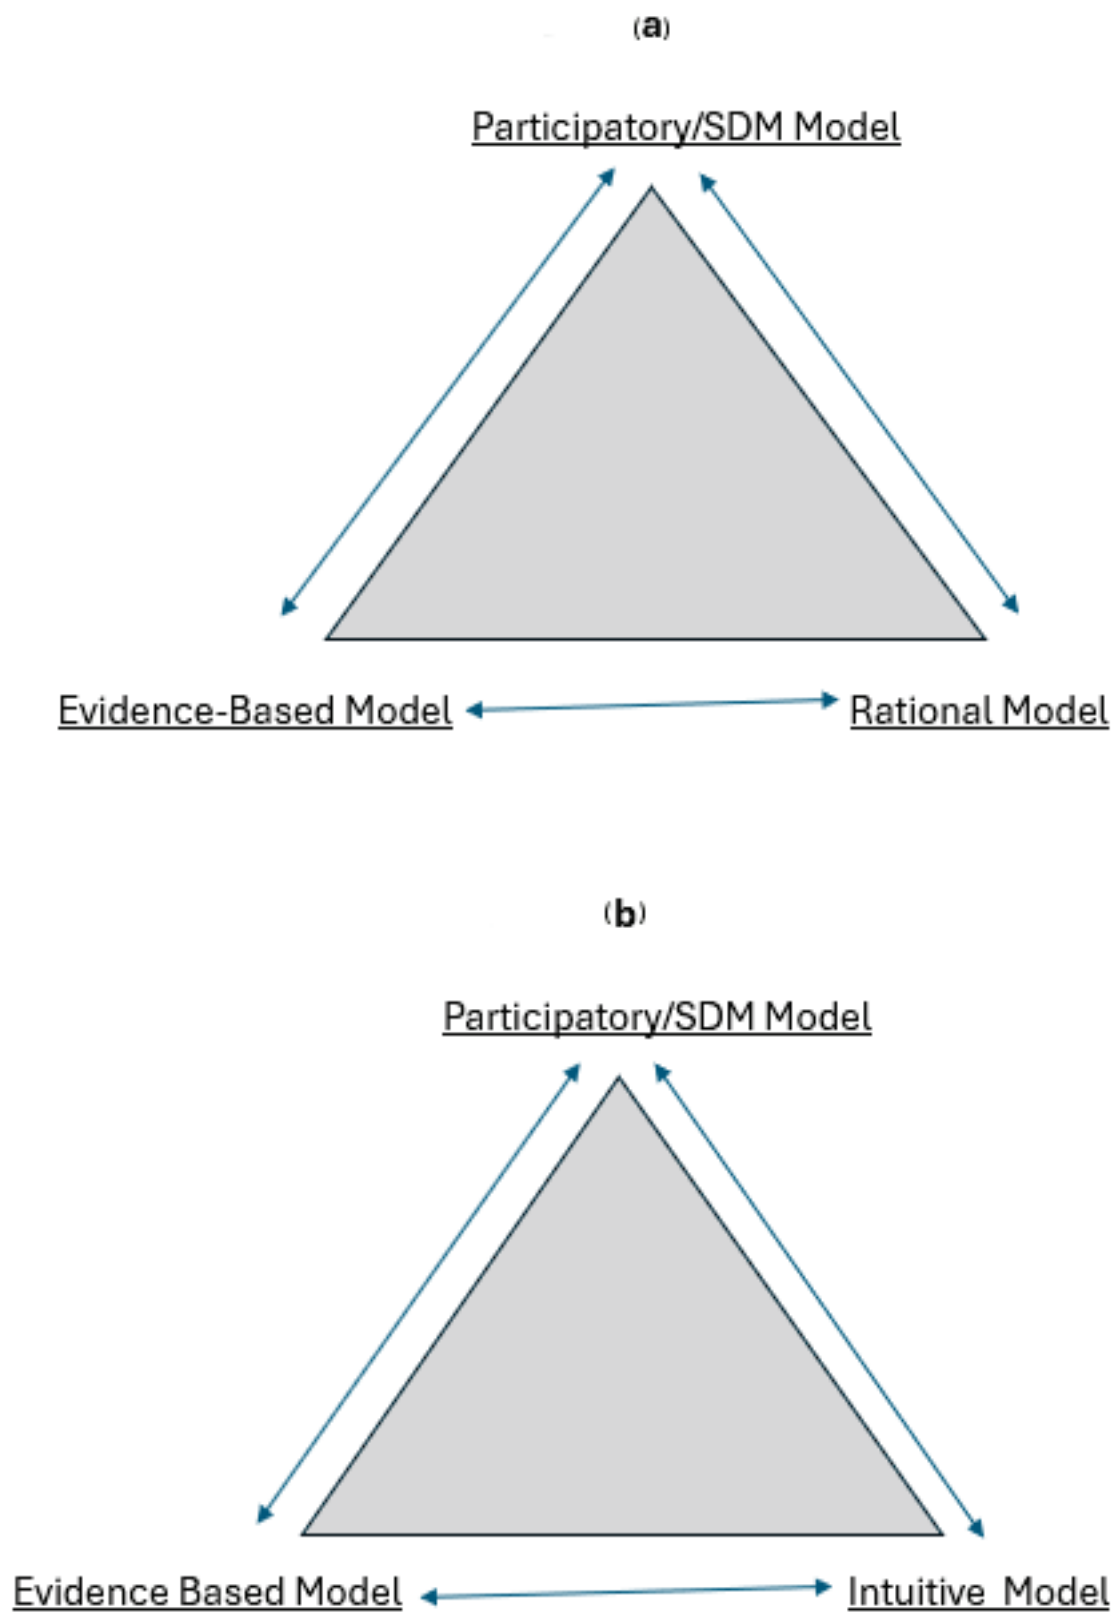 (a)
Participatory/SDM Model
Evidence-Based Model Rational Model
(b)
Participatory/SDM Model
Evidence Based Model Intuitive Model